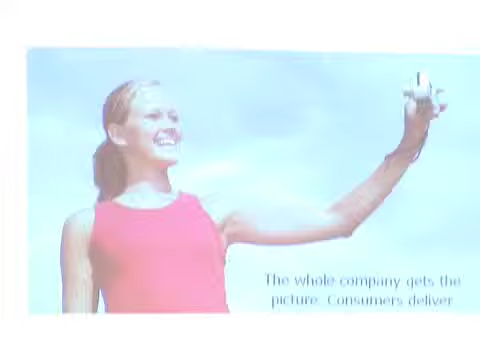 The whole company gets the
picture. Consumers deliver